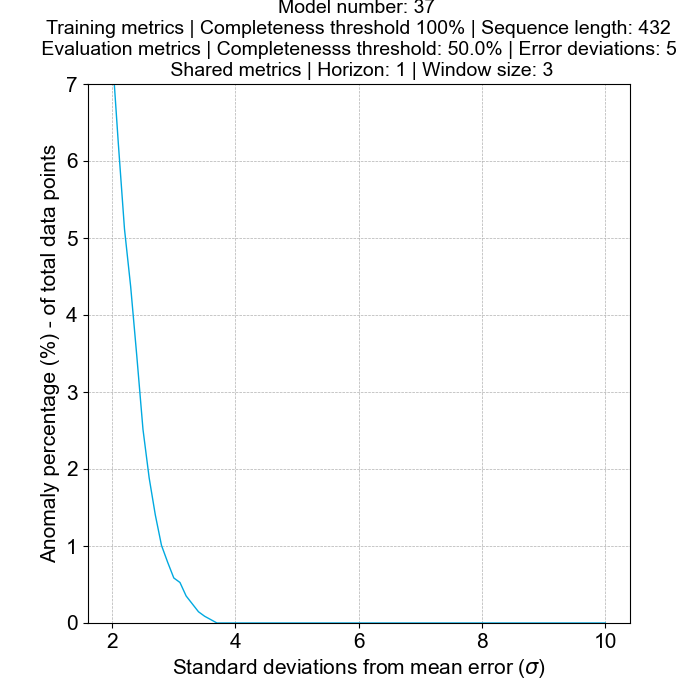 Model number: 37
Training metrics | Completeness threshold 100% | Sequence length: 432
Evaluation metrics | Completenesss threshold: 50.0% | Error deviations: 5
Shared metrics | Horizon: 1 | Window size: 3
7
6
5
4
3
2
1
0
Anomaly percentage (%) - of total data points
2 4 6 8 10
Standard deviations from mean error (σ)